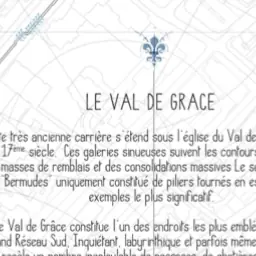 LE VAL DE GRACE
e très ancienne carrière s'étend sous l'église du Val de
17ème siècle. Ces galeries sinueuses suivent les contours
masses de remblais et des consolidations massives Le se
"Bermudes" uniquement constitué de piliers tournés en es
exemples le plus significatif.
e Val de Grâce constitue l'un des endroits les plus emblé
nd Réseau Sud. Inquiétant, labyrinthique et parfois même